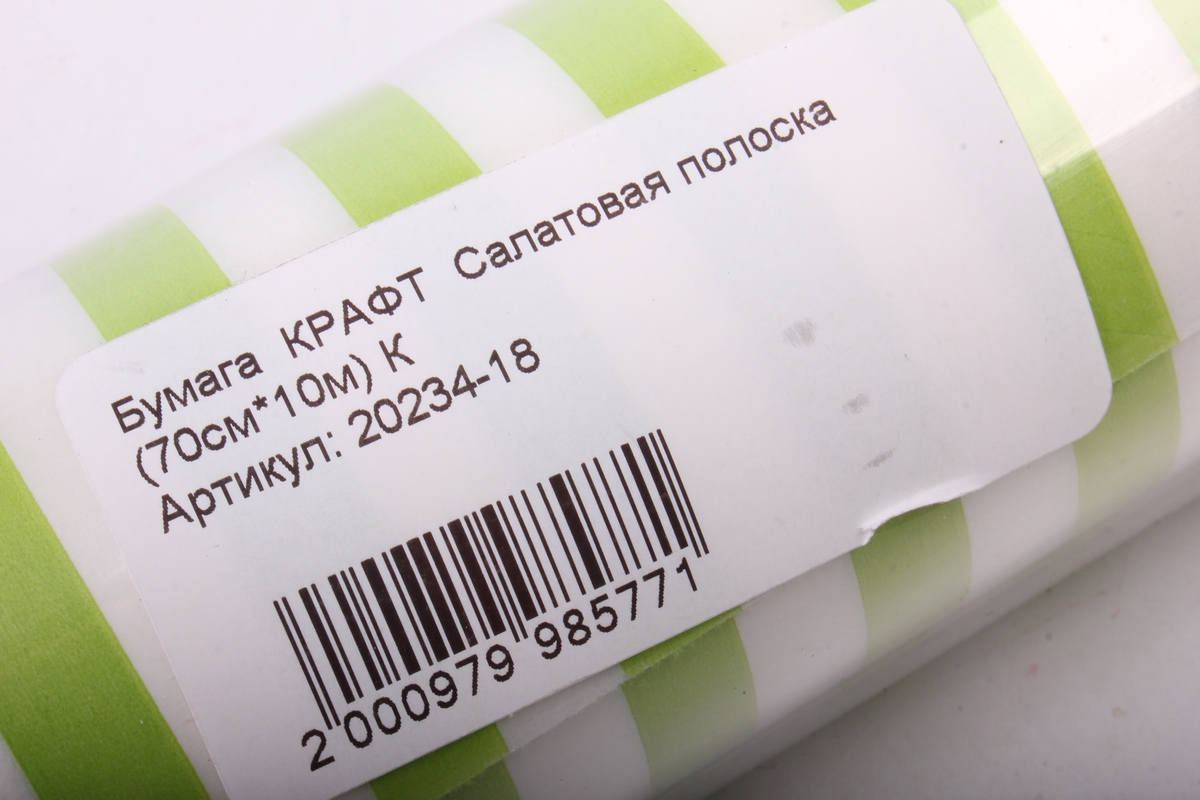 Бумага КРАФТ Салатовая полоска
(70см*10м) К
Артикул: 20234-18
2 000979 985771